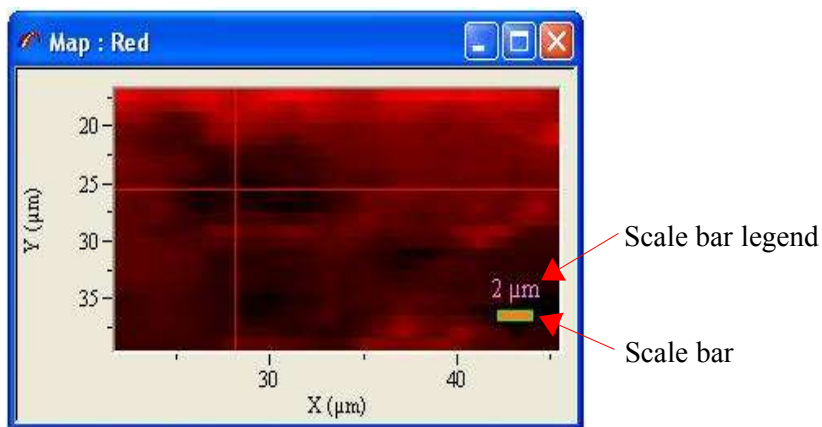 Map : Red
20
25
30
35
Y (µm)
30
40
X (µm)
2 µm
Scale bar legend
Scale bar